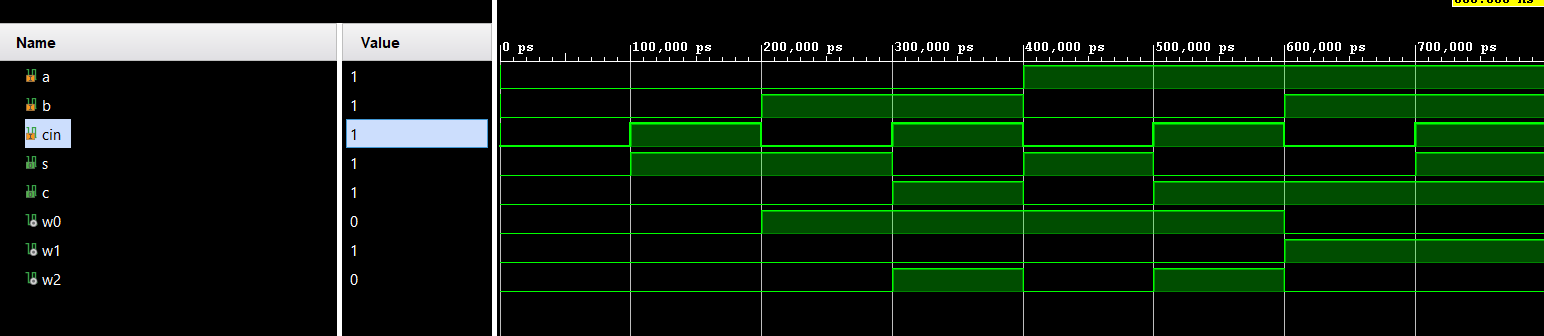 Name Value
0 ps 100,000 ps 200,000 ps 300,000 ps 400,000 ps 500,000 ps 600,000 ps 700,000 ps
a 1
b 1
cin 1
s 1
c 1
w0 0
w1 1
w2 0